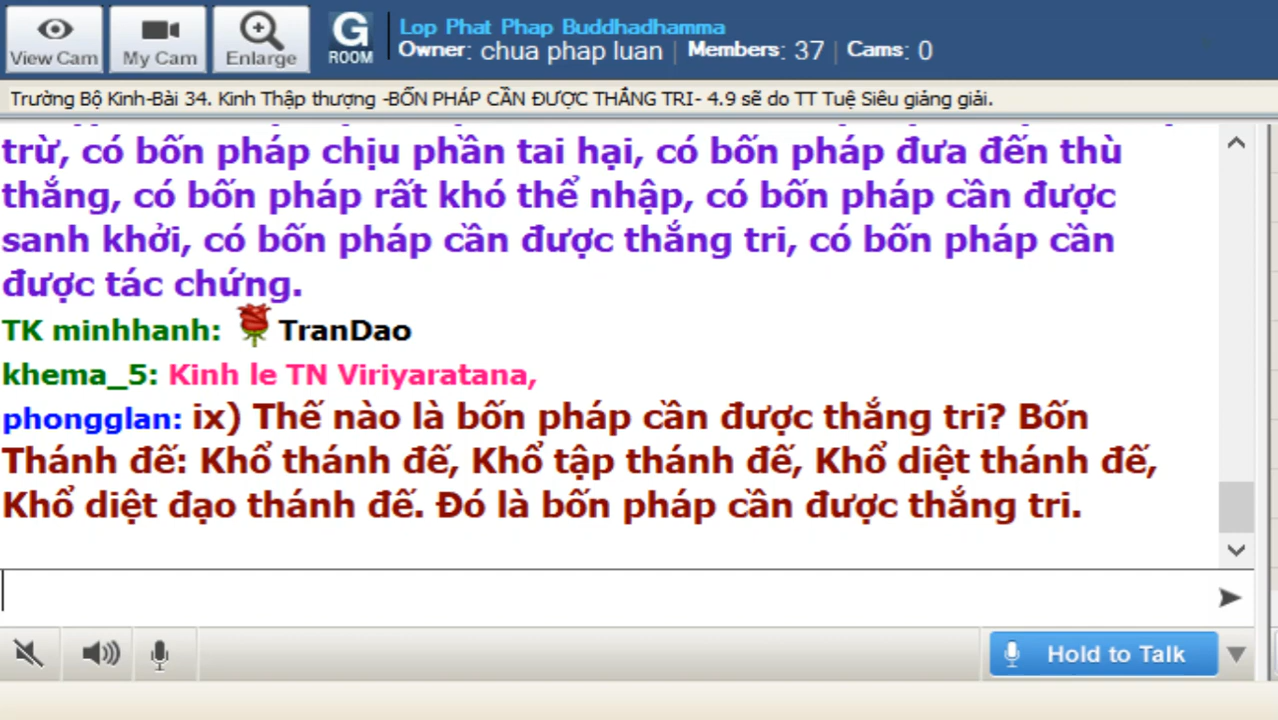 View Cam
My Cam
Enlarge
G
ROOM
Lop Phat Phap Buddhadhamma
Owner: chua phap luan | Members: 37 | Cams: 0
Trường Bộ Kinh-Bài 34. Kinh Thập thượng -BỐN PHÁP CẦN ĐƯỢC THẮNG TRI- 4.9 sẽ do TT Tuệ Siêu giảng giải.
trừ, có bốn pháp chịu phần tai hại, có bốn pháp đưa đến thù
thắng, có bốn pháp rất khó thể nhập, có bốn pháp cần được
sanh khởi, có bốn pháp cần được thắng tri, có bốn pháp cần
được tác chứng.
TK minhhanh: TranDao
khema_5: Kinh le TN Viriyaratana,
phongglan: ix) Thế nào là bốn pháp cần được thắng tri? Bốn
Thánh đế: Khổ thánh đế, Khổ tập thánh đế, Khổ diệt thánh đế,
Khổ diệt đạo thánh đế. Đó là bốn pháp cần được thắng tri.
Hold to Talk